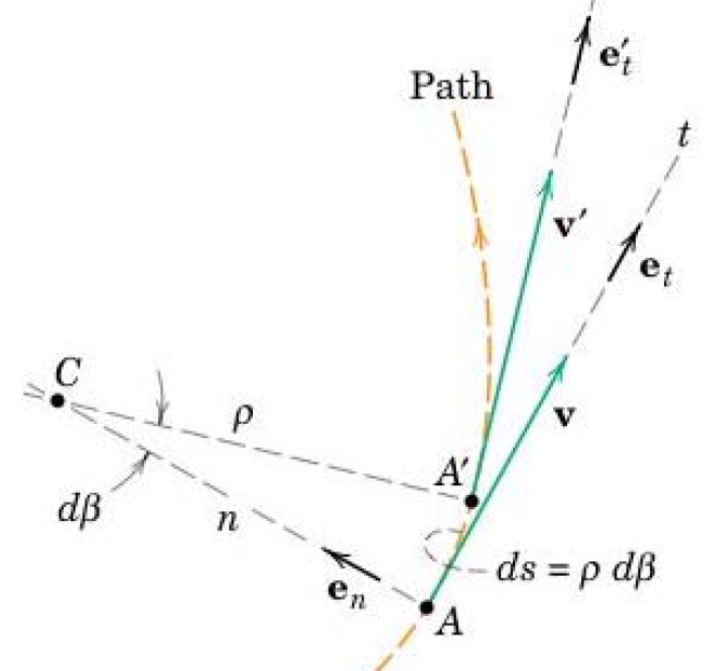 e′ₜ
Path
t
v′
eₜ
C
ρ
v
A′
dβ
n
ds = ρ dβ
eₙ
A